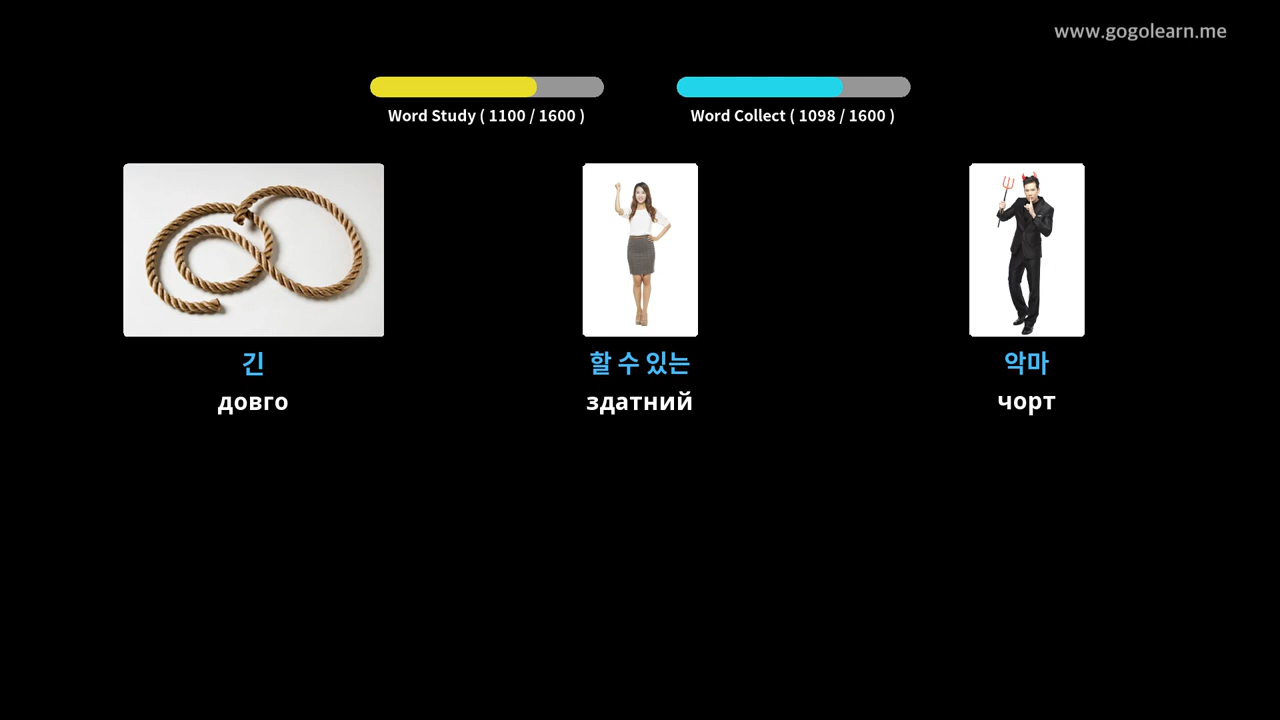 www.gogolearn.me
Word Study ( 1100 / 1600 )
Word Collect ( 1098 / 1600 )
긴
할 수 있는
악마
довго
здатний
чорт